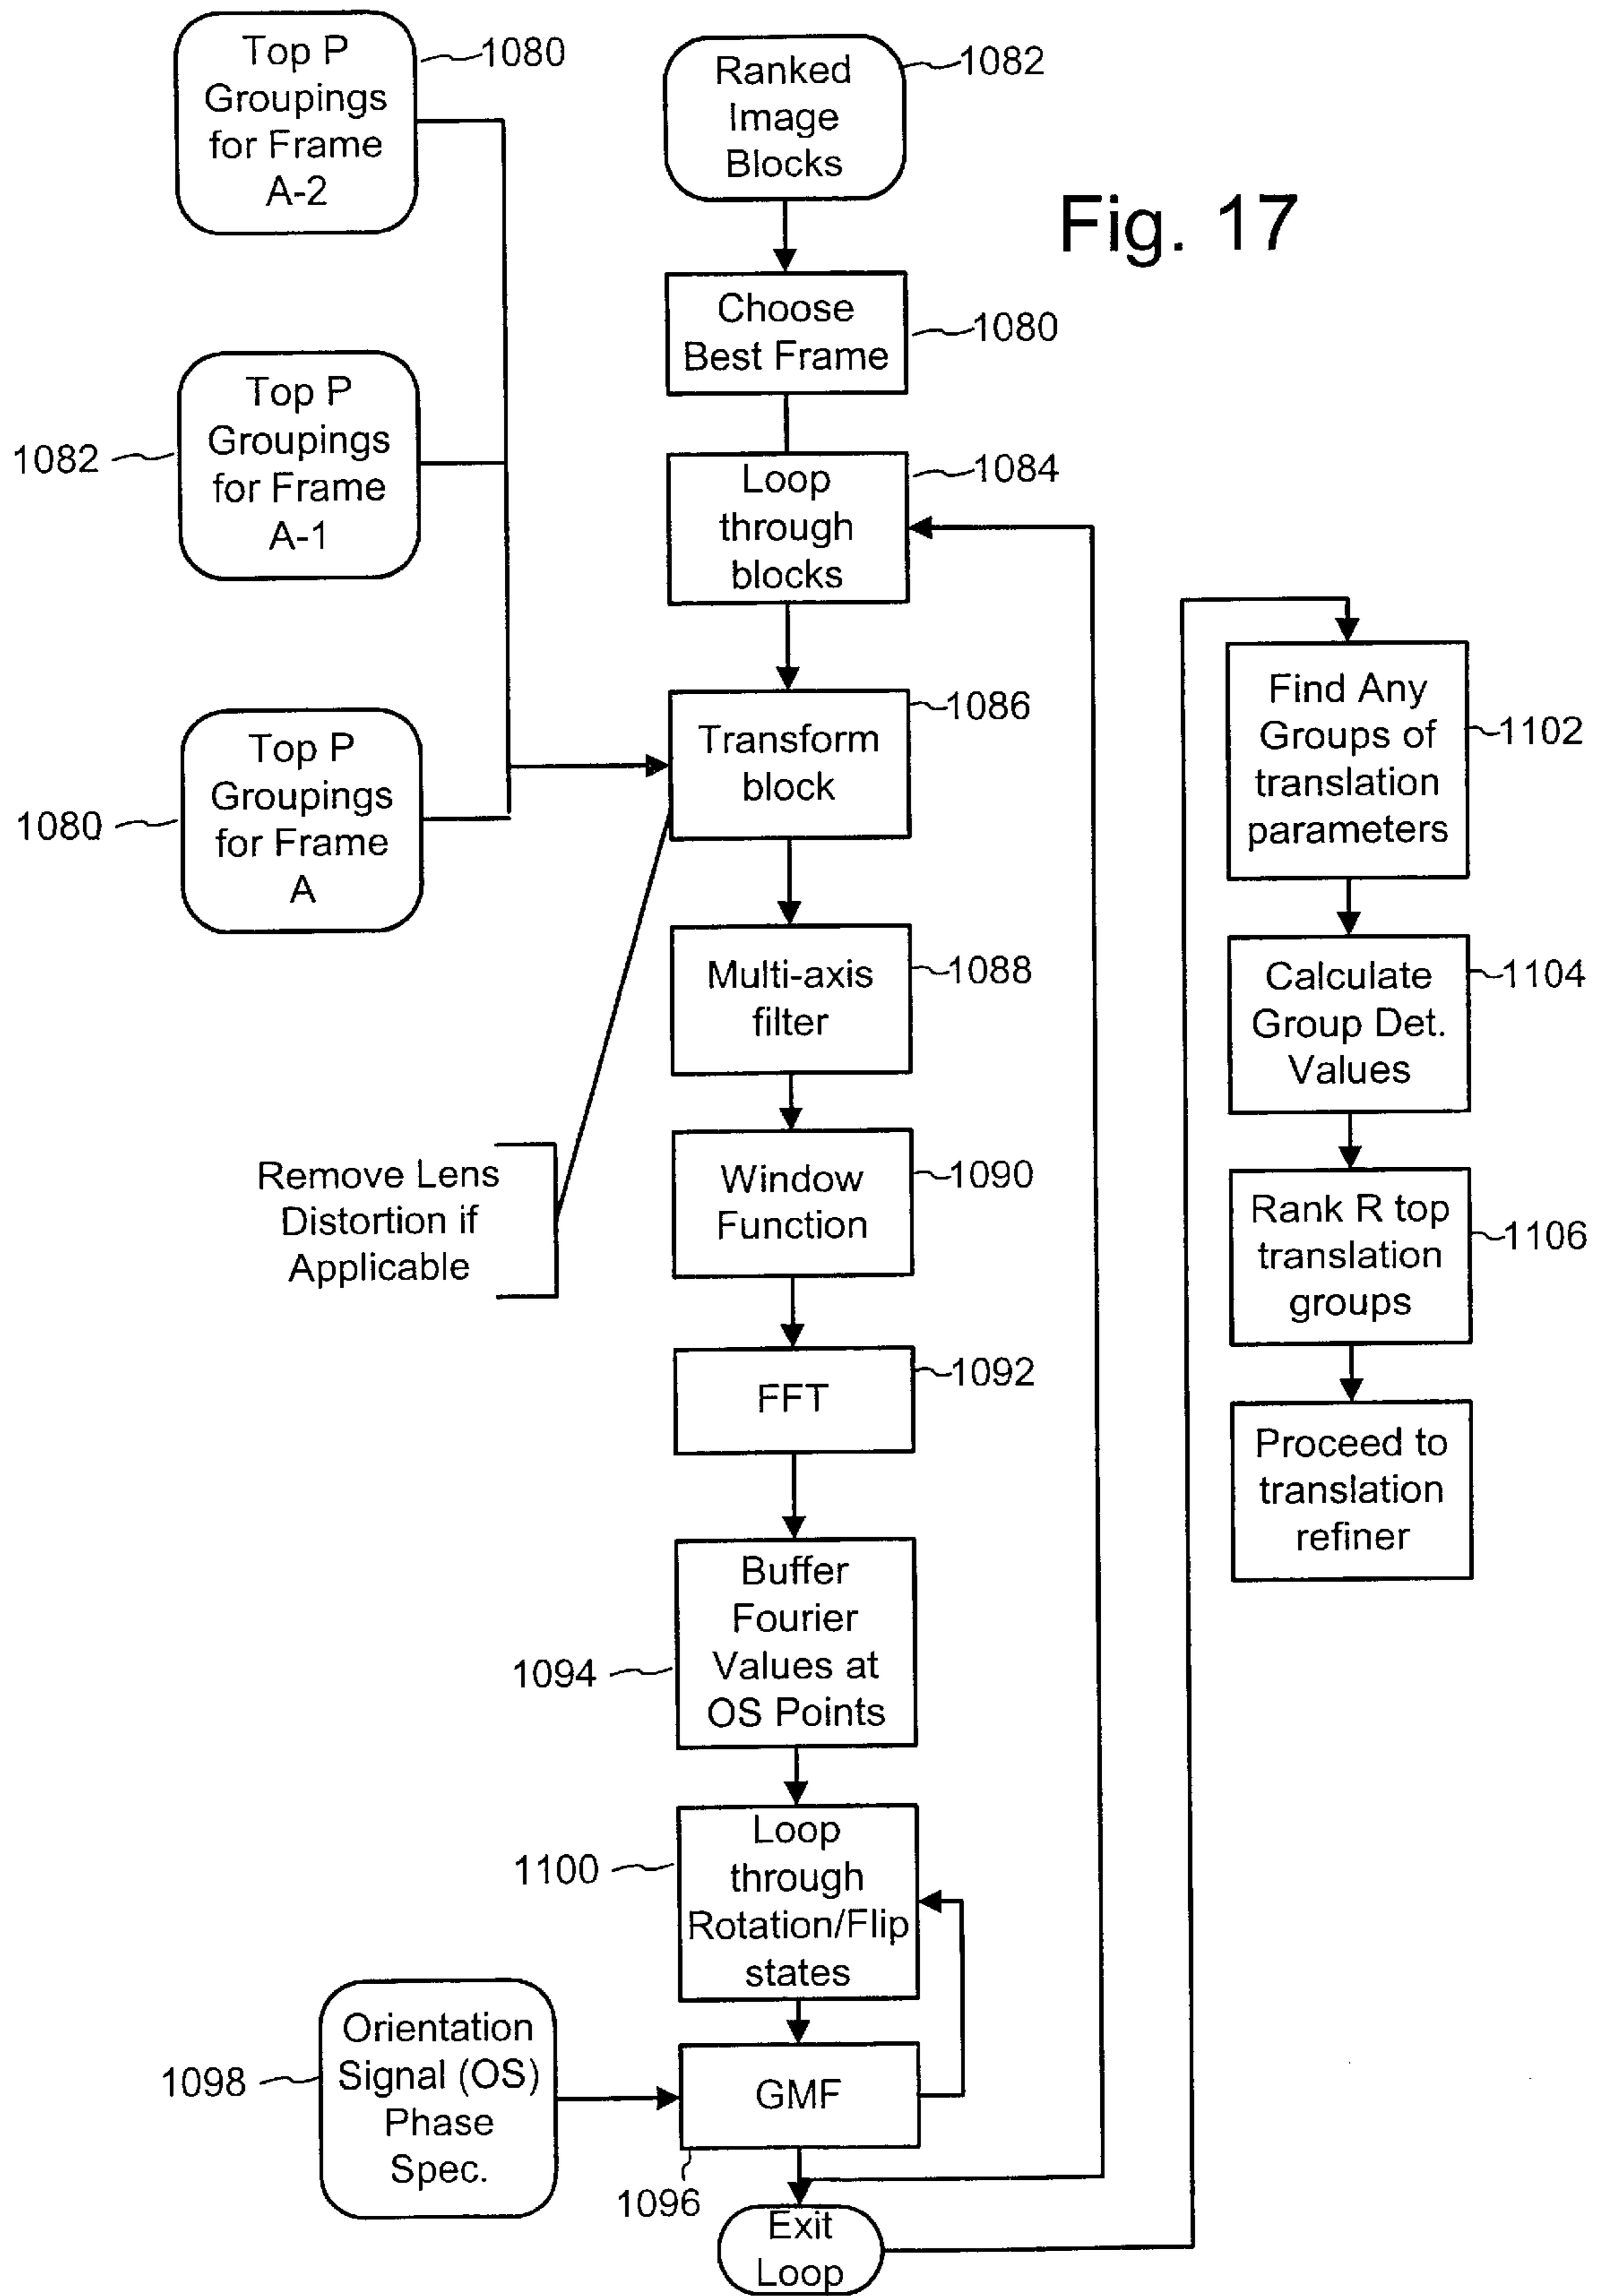 Top P
Groupings
for Frame
A-2
1080
Ranked
Image
Blocks
1082
Fig. 17
Choose
Best Frame
1080
Top P
Groupings
for Frame
A-1
1082
Loop
through
blocks
1084
Top P
Groupings
for Frame
A
1080
Transform
block
1086
Remove Lens
Distortion if
Applicable
Multi-axis
filter
1088
Window
Function
1090
FFT
1092
Buffer
Fourier
Values at
OS Points
1094
Loop
through
Rotation/Flip
states
1100
Orientation
Signal (OS)
Phase
Spec.
1098
GMF
1096
Exit
Loop
Find Any
Groups of
translation
parameters
1102
Calculate
Group Det.
Values
1104
Rank R top
translation
groups
1106
Proceed to
translation
refiner